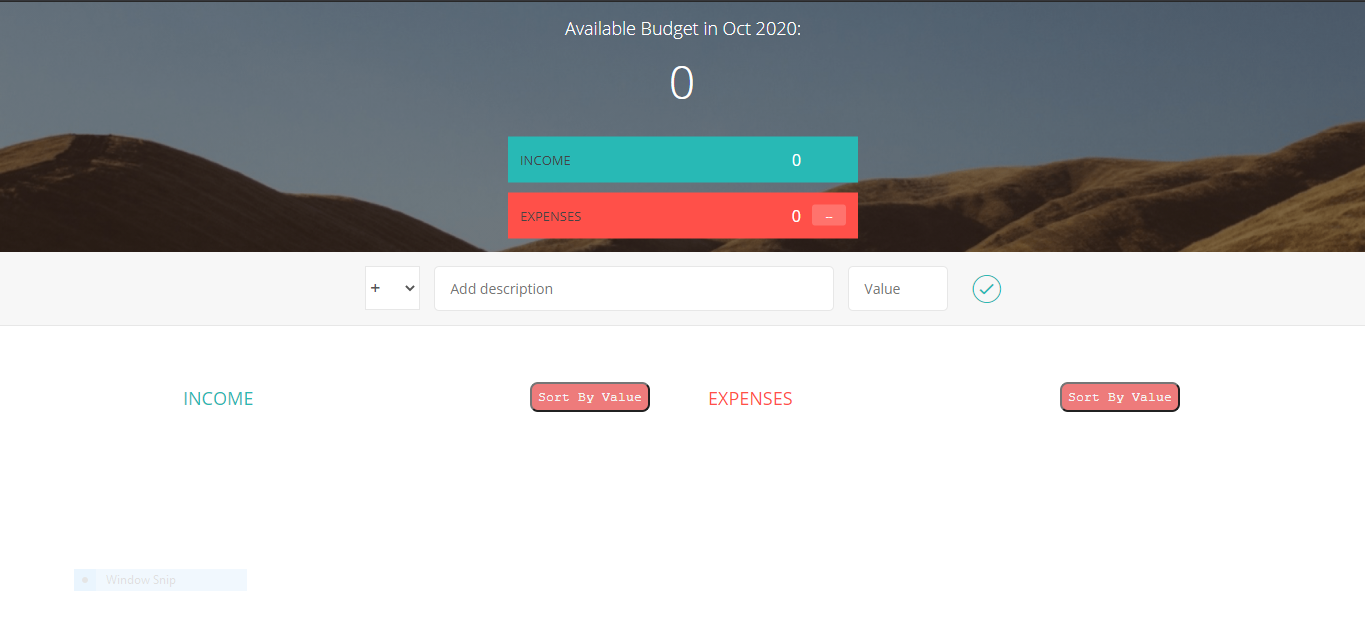 Available Budget in Oct 2020:
0
INCOME 0
EXPENSES 0 --
+ Add description Value
INCOME Sort By Value EXPENSES Sort By Value
Window Snip